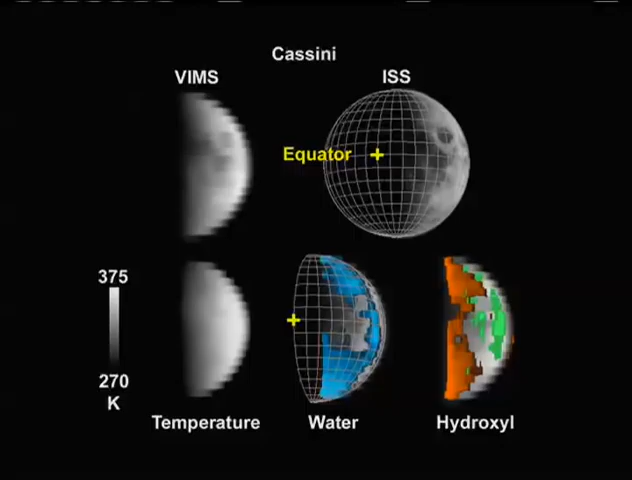 Cassini
VIMS
ISS
Equator
375
270
K
Temperature
Water
Hydroxyl